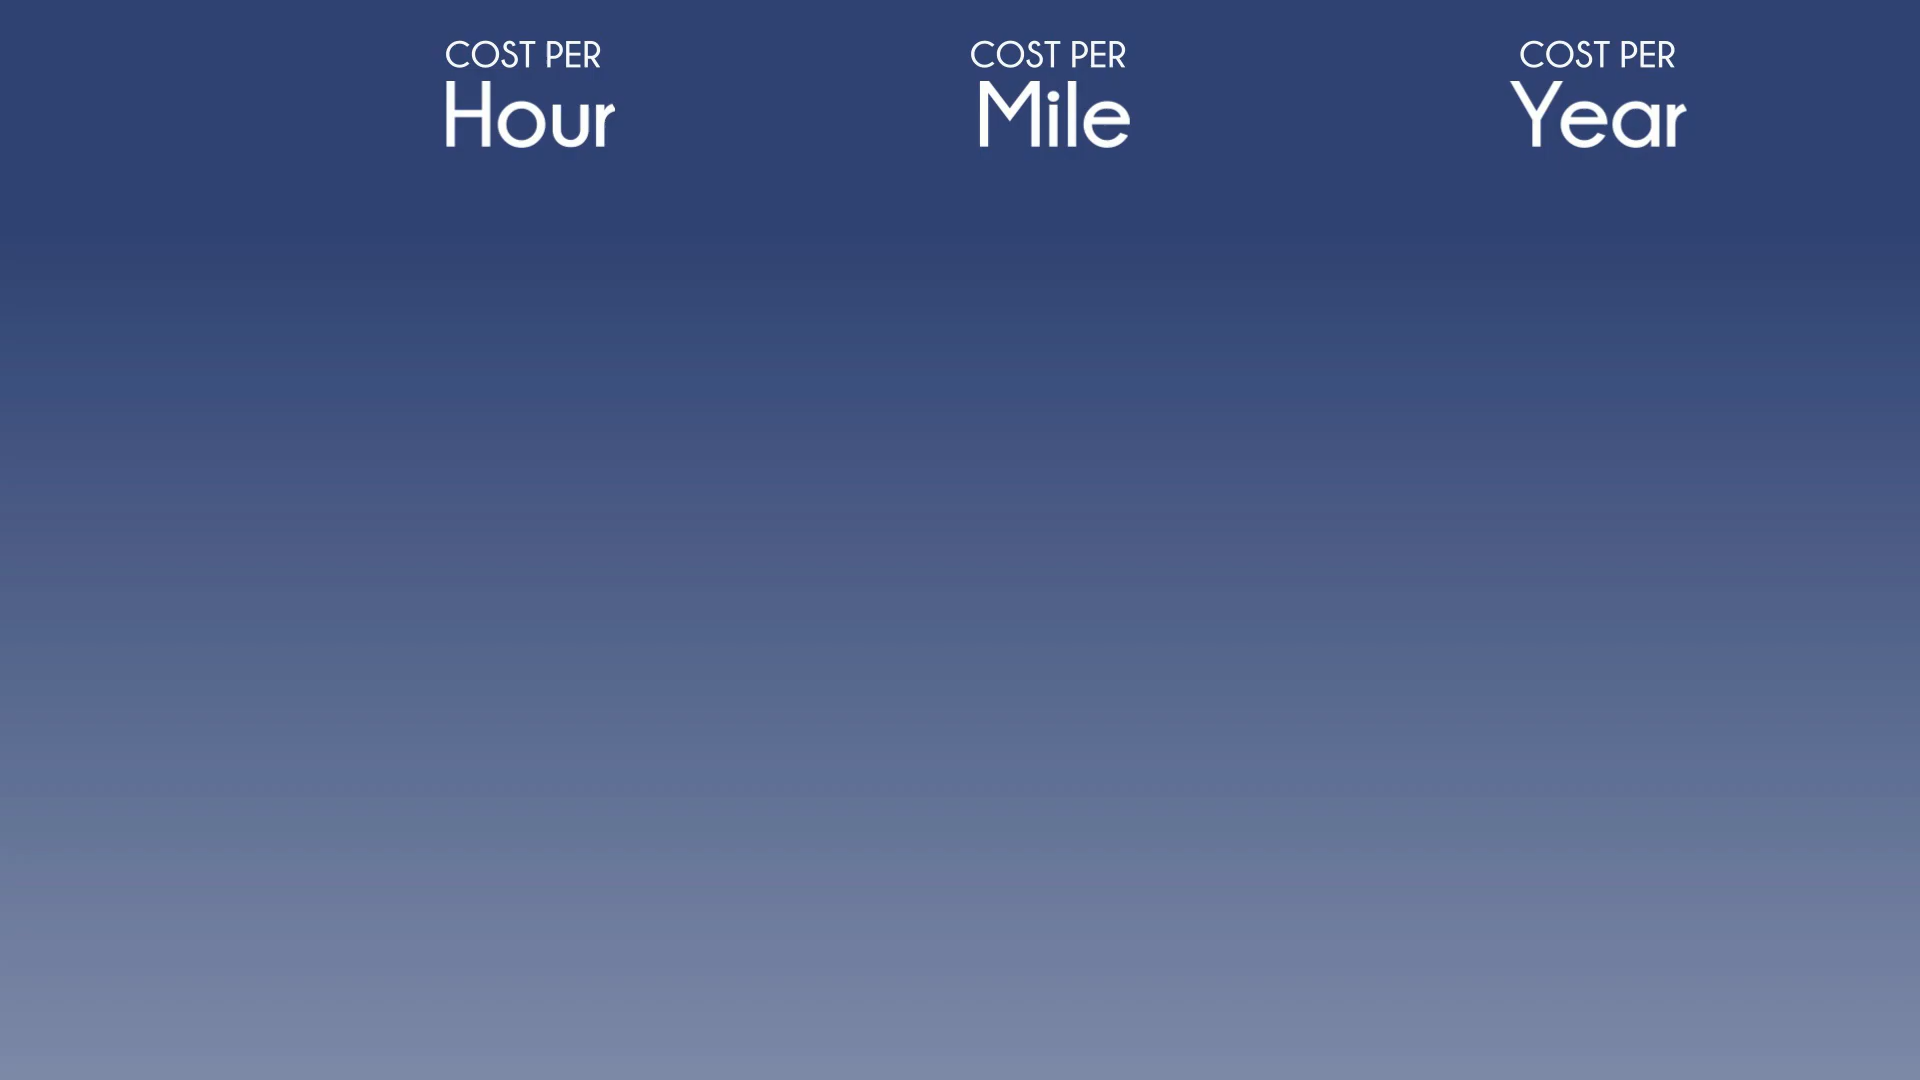 COST PER
Hour
COST PER
Mile
COST PER
Year